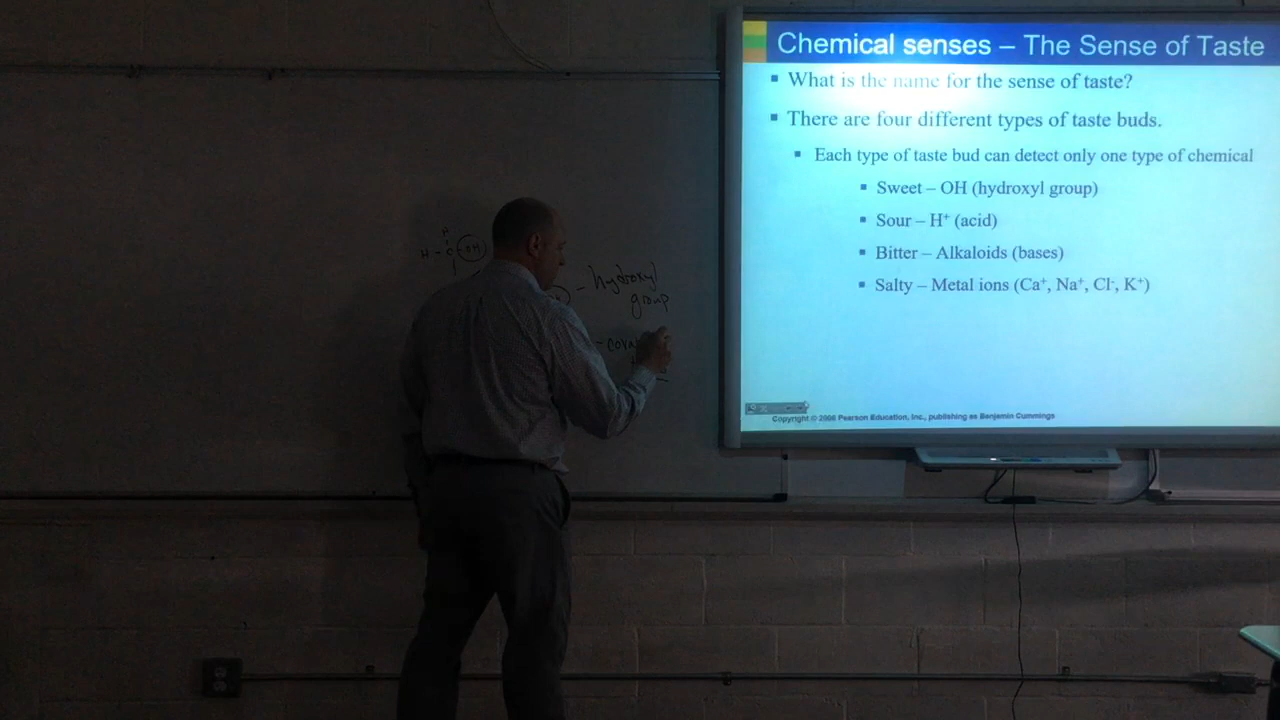 Chemical senses – The Sense of Taste
What is the name for the sense of taste?
There are four different types of taste buds.
Each type of taste bud can detect only one type of chemical
Sweet – OH (hydroxyl group)
Sour – H⁺ (acid)
Bitter – Alkaloids (bases)
Salty – Metal ions (Ca⁺, Na⁺, Cl⁻, K⁺)
Copyright © 2006 Pearson Education, Inc., publishing as Benjamin Cummings
H
H - C - OH
- hydroxyl
group